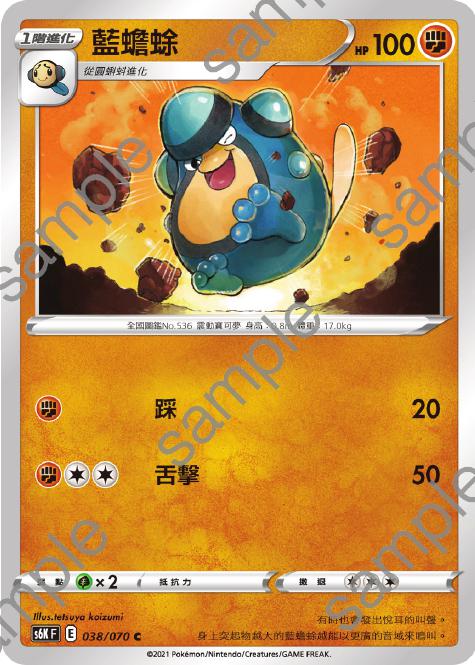 1階進化 藍蟾蜍 HP 100
從圓蝌蚪進化
全國圖鑑No.536 震動寶可夢 身高：0.8m 體重：17.0kg
踩 20
舌擊 50
弱點 ×2 抵抗力 撤退
Illus.tetsuya koizumi
s6K F E 038/070 C
有時也會發出悅耳的叫聲。
身上突起物越大的藍蟾蜍越能以更廣的音域來鳴叫。
©2021 Pokémon/Nintendo/Creatures/GAME FREAK.
sample
sample
sample
sample
sample
sample
sample
sample